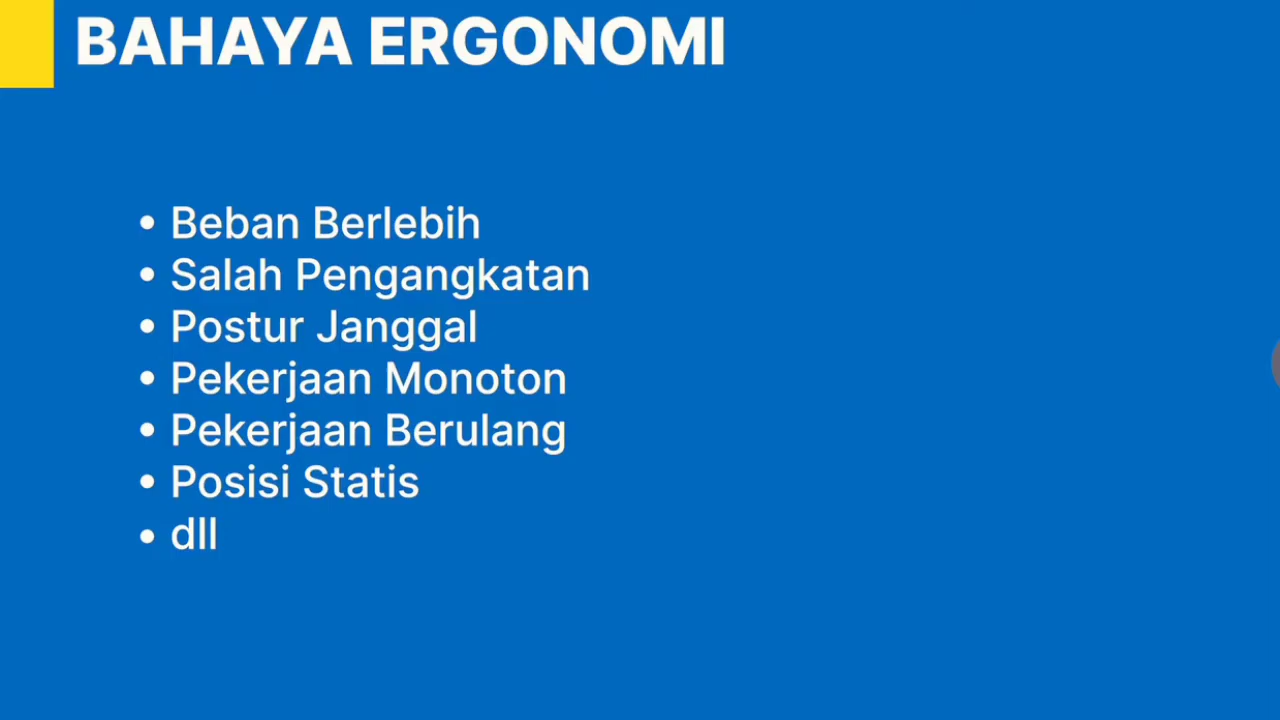 BAHAYA ERGONOMI
• Beban Berlebih
• Salah Pengangkatan
• Postur Janggal
• Pekerjaan Monoton
• Pekerjaan Berulang
• Posisi Statis
• dll